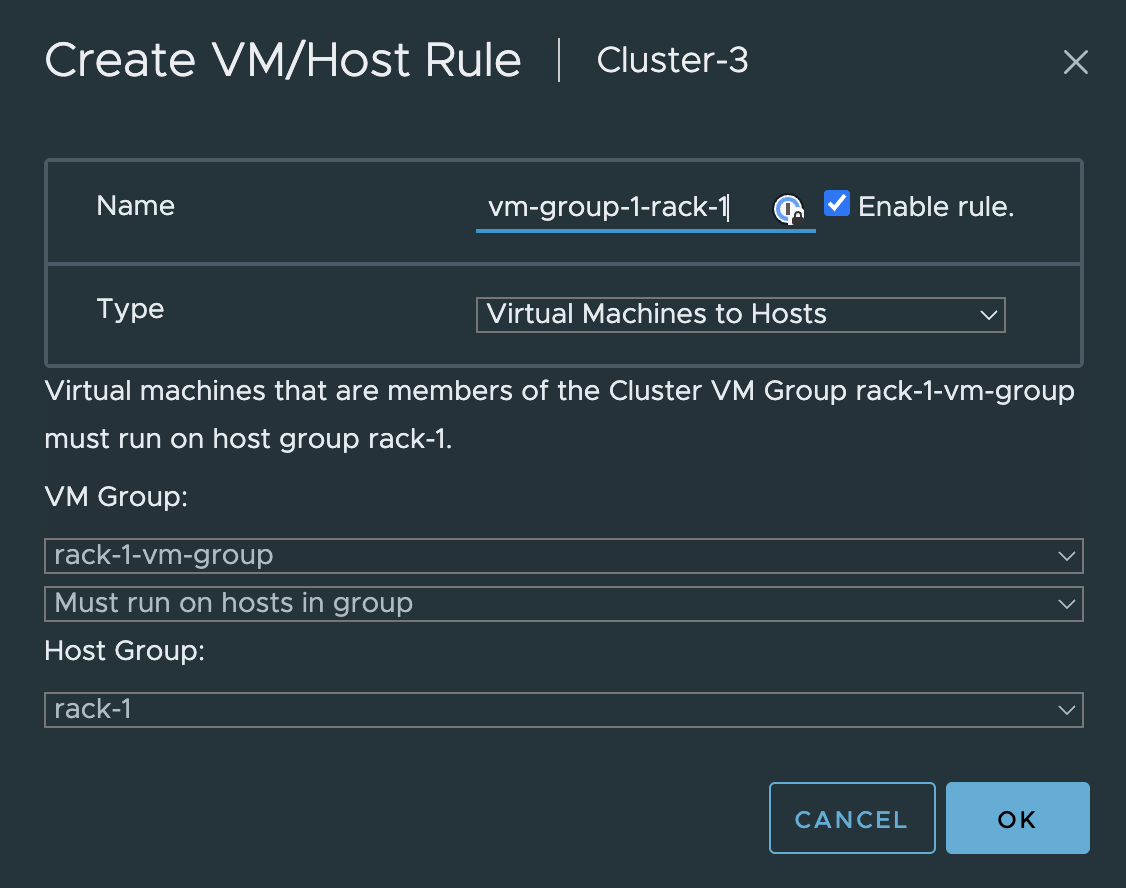 Create VM/Host Rule | Cluster-3
Name
vm-group-1-rack-1
Enable rule.
Type
Virtual Machines to Hosts
Virtual machines that are members of the Cluster VM Group rack-1-vm-group
must run on host group rack-1.
VM Group:
rack-1-vm-group
Must run on hosts in group
Host Group:
rack-1
CANCEL
OK